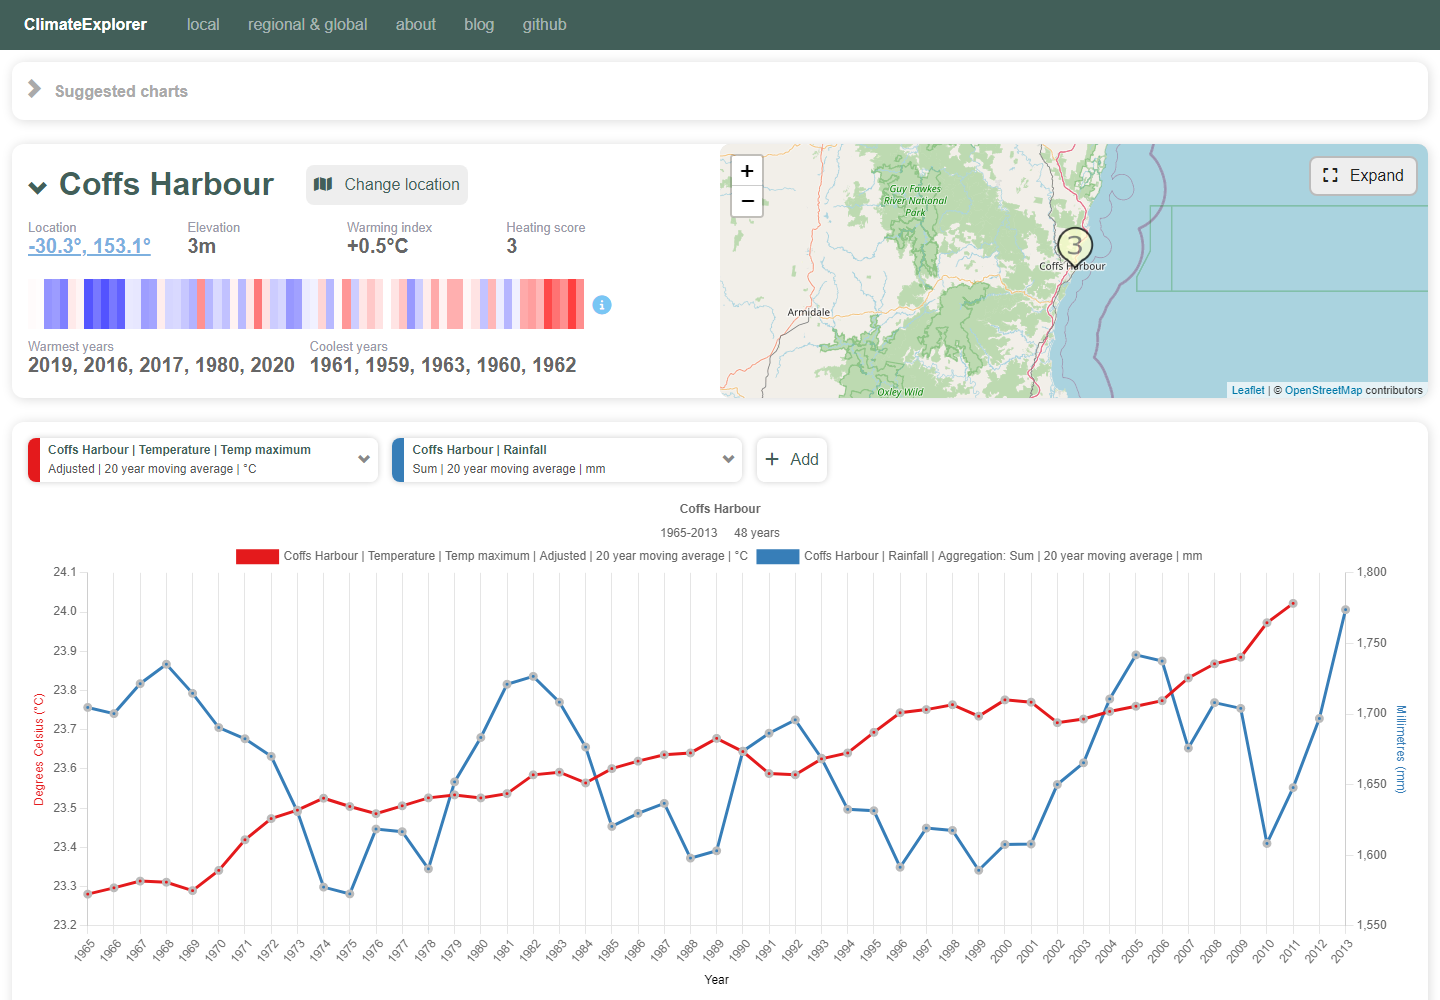 ClimateExplorer local regional & global about blog github
Suggested charts
Coffs Harbour Change location
Location Elevation Warming index Heating score
-30.3°, 153.1° 3m +0.5°C 3
Warmest years Coolest years
2019, 2016, 2017, 1980, 2020 1961, 1959, 1963, 1960, 1962
+
−
Expand
Guy Fawkes
River National
Park
3
Coffs Harbour
Armidale
Oxley Wild
Leaflet | © OpenStreetMap contributors
Coffs Harbour | Temperature | Temp maximum
Adjusted | 20 year moving average | °C
Coffs Harbour | Rainfall
Sum | 20 year moving average | mm
+ Add
Coffs Harbour
1965-2013 48 years
Coffs Harbour | Temperature | Temp maximum | Adjusted | 20 year moving average | °C Coffs Harbour | Rainfall | Aggregation: Sum | 20 year moving average | mm
Degrees Celsius (°C)
24.1
24.0
23.9
23.8
23.7
23.6
23.5
23.4
23.3
23.2
1,800
1,750
1,700
1,650
1,600
1,550
Millimetres (mm)
1965 1966 1967 1968 1969 1970 1971 1972 1973 1974 1975 1976 1977 1978 1979 1980 1981 1982 1983 1984 1985 1986 1987 1988 1989 1990 1991 1992 1993 1994 1995 1996 1997 1998 1999 2000 2001 2002 2003 2004 2005 2006 2007 2008 2009 2010 2011 2012 2013
Year